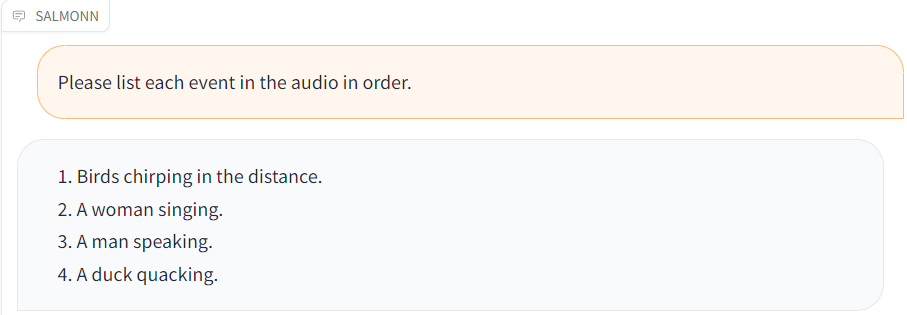 SALMONN
Please list each event in the audio in order.
1. Birds chirping in the distance.
2. A woman singing.
3. A man speaking.
4. A duck quacking.